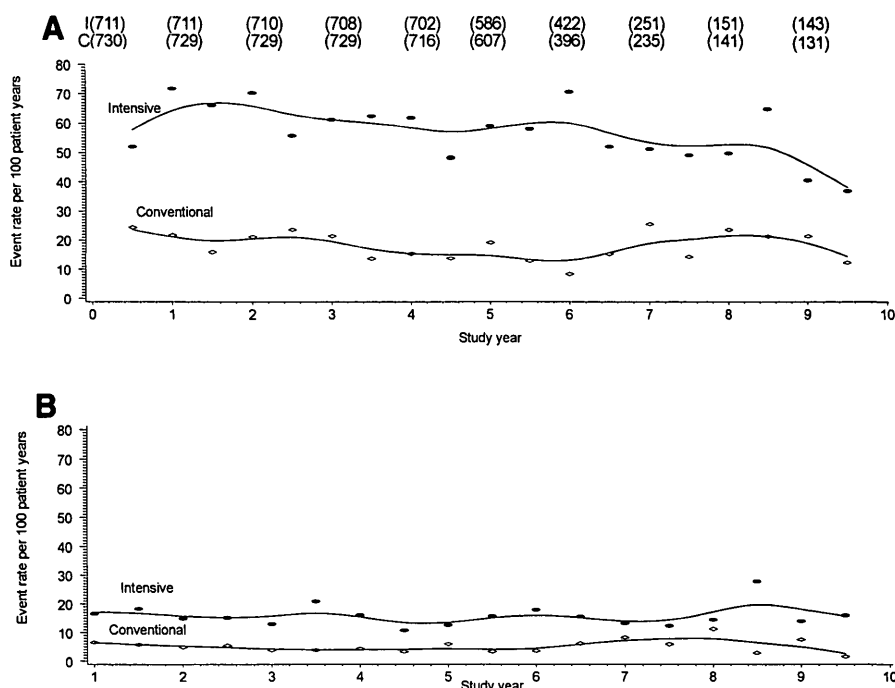 A
I(711) (711) (710) (708) (702) (586) (422) (251) (151) (143)
C(730) (729) (729) (729) (716) (607) (396) (235) (141) (131)
80
70
60
50
40
30
20
10
0
Event rate per 100 patient years
Intensive
Conventional
0 1 2 3 4 5 6 7 8 9 10
Study year
B
80
70
60
50
40
30
20
10
0
Event rate per 100 patient years
Intensive
Conventional
1 2 3 4 5 6 7 8 9 10
Study year